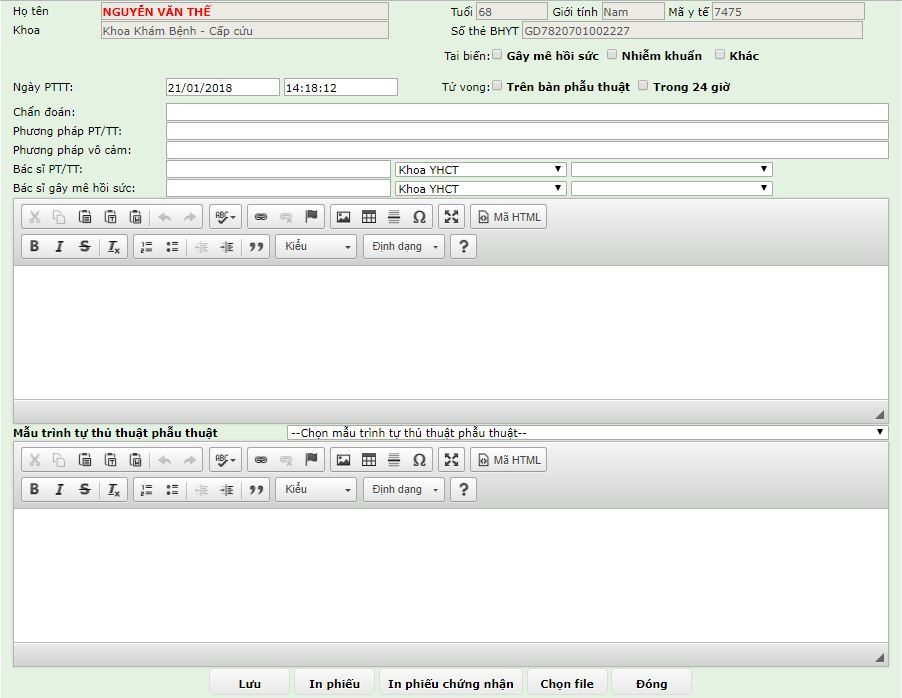 Họ tên NGUYỄN VĂN THẾ Tuổi 68 Giới tính Nam Mã y tế 7475
Khoa Khoa Khám Bệnh - Cấp cứu Số thẻ BHYT GD7820701002227
Tai biến: Gây mê hồi sức Nhiễm khuẩn Khác
Ngày PTTT: 21/01/2018 14:18:12 Tử vong: Trên bàn phẫu thuật Trong 24 giờ
Chẩn đoán:
Phương pháp PT/TT:
Phương pháp vô cảm:
Bác sĩ PT/TT: Khoa YHCT
Bác sĩ gây mê hồi sức: Khoa YHCT
ABC Ω Mã HTML
B I S Tx Kiểu Định dạng ?
Mẫu trình tự thủ thuật phẫu thuật --Chọn mẫu trình tự thủ thuật phẫu thuật--
ABC Ω Mã HTML
B I S Tx Kiểu Định dạng ?
Lưu In phiếu In phiếu chứng nhận Chọn file Đóng